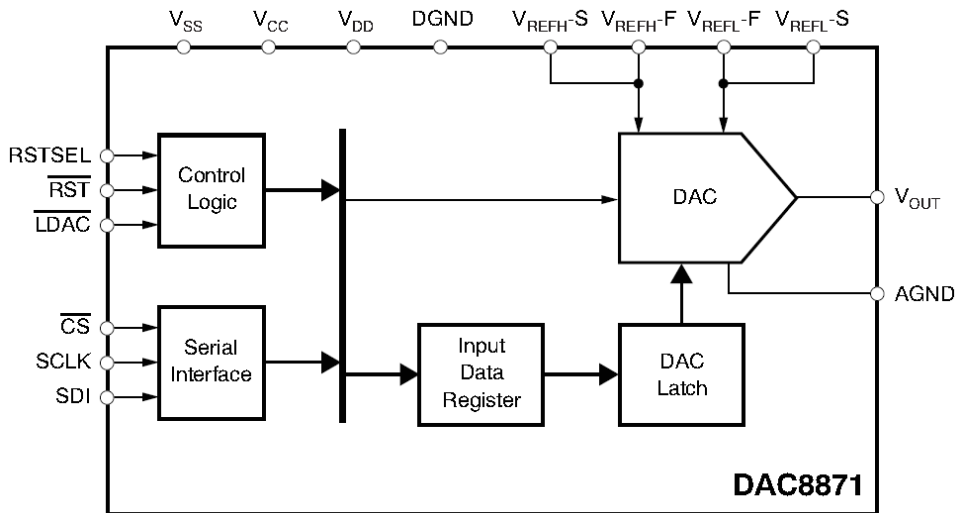 VSS VCC VDD DGND VREFH-S VREFH-F VREFL-F VREFL-S
RSTSEL
RST
LDAC
Control
Logic
DAC
VOUT
AGND
CS
SCLK
SDI
Serial
Interface
Input
Data
Register
DAC
Latch
DAC8871